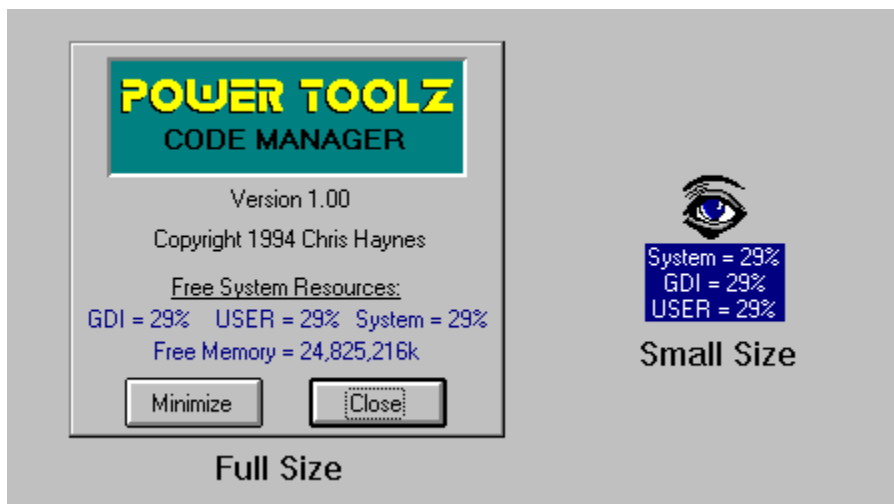 POWER TOOLZ
CODE MANAGER
Version 1.00
Copyright 1994 Chris Haynes
Free System Resources:
GDI = 29% USER = 29% System = 29%
Free Memory = 24,825,216k
Minimize Close
Full Size
System = 29%
GDI = 29%
USER = 29%
Small Size